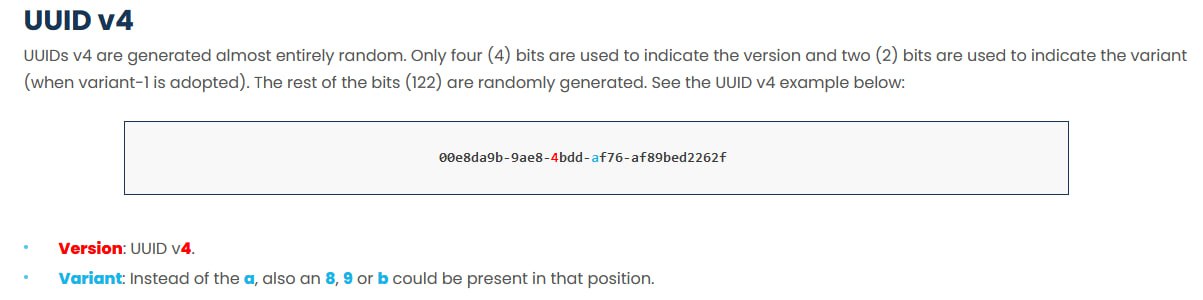 UUID v4
UUIDs v4 are generated almost entirely random. Only four (4) bits are used to indicate the version and two (2) bits are used to indicate the variant
(when variant-1 is adopted). The rest of the bits (122) are randomly generated. See the UUID v4 example below:
00e8da9b-9ae8-4bdd-af76-af89bed2262f
• Version: UUID v4.
• Variant: Instead of the a, also an 8, 9 or b could be present in that position.